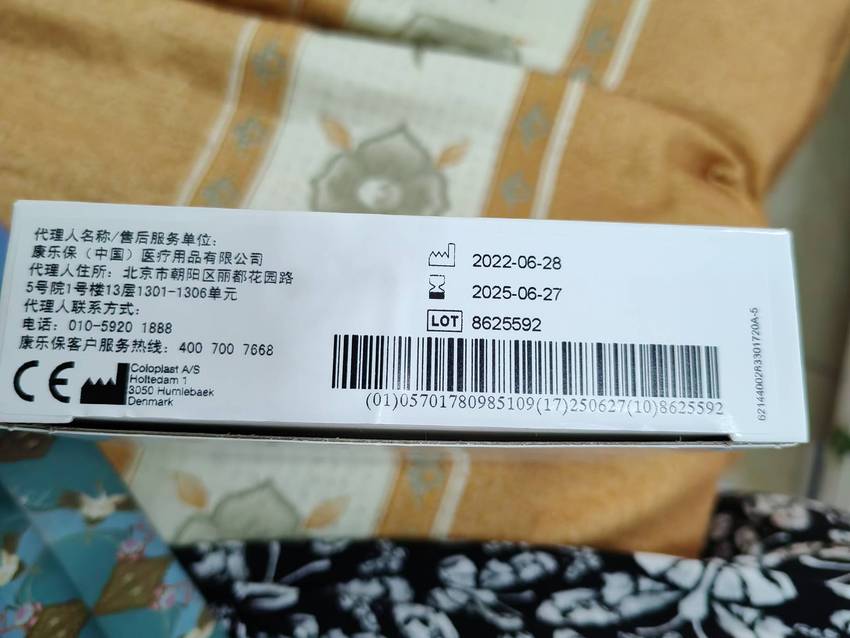 代理人名称/售后服务单位:
康乐保（中国）医疗用品有限公司
代理人住所: 北京市朝阳区丽都花园路
5号院1号楼13层1301-1306单元
代理人联系方式:
电话: 010-5920 1888
康乐保客户服务热线: 400 700 7668
CE
Coloplast A/S
Holtedam 1
3050 Humlebaek
Denmark
2022-06-28
2025-06-27
LOT 8625592
(01)05701780985109(17)250627(10)8625592
6214400283301720A-5